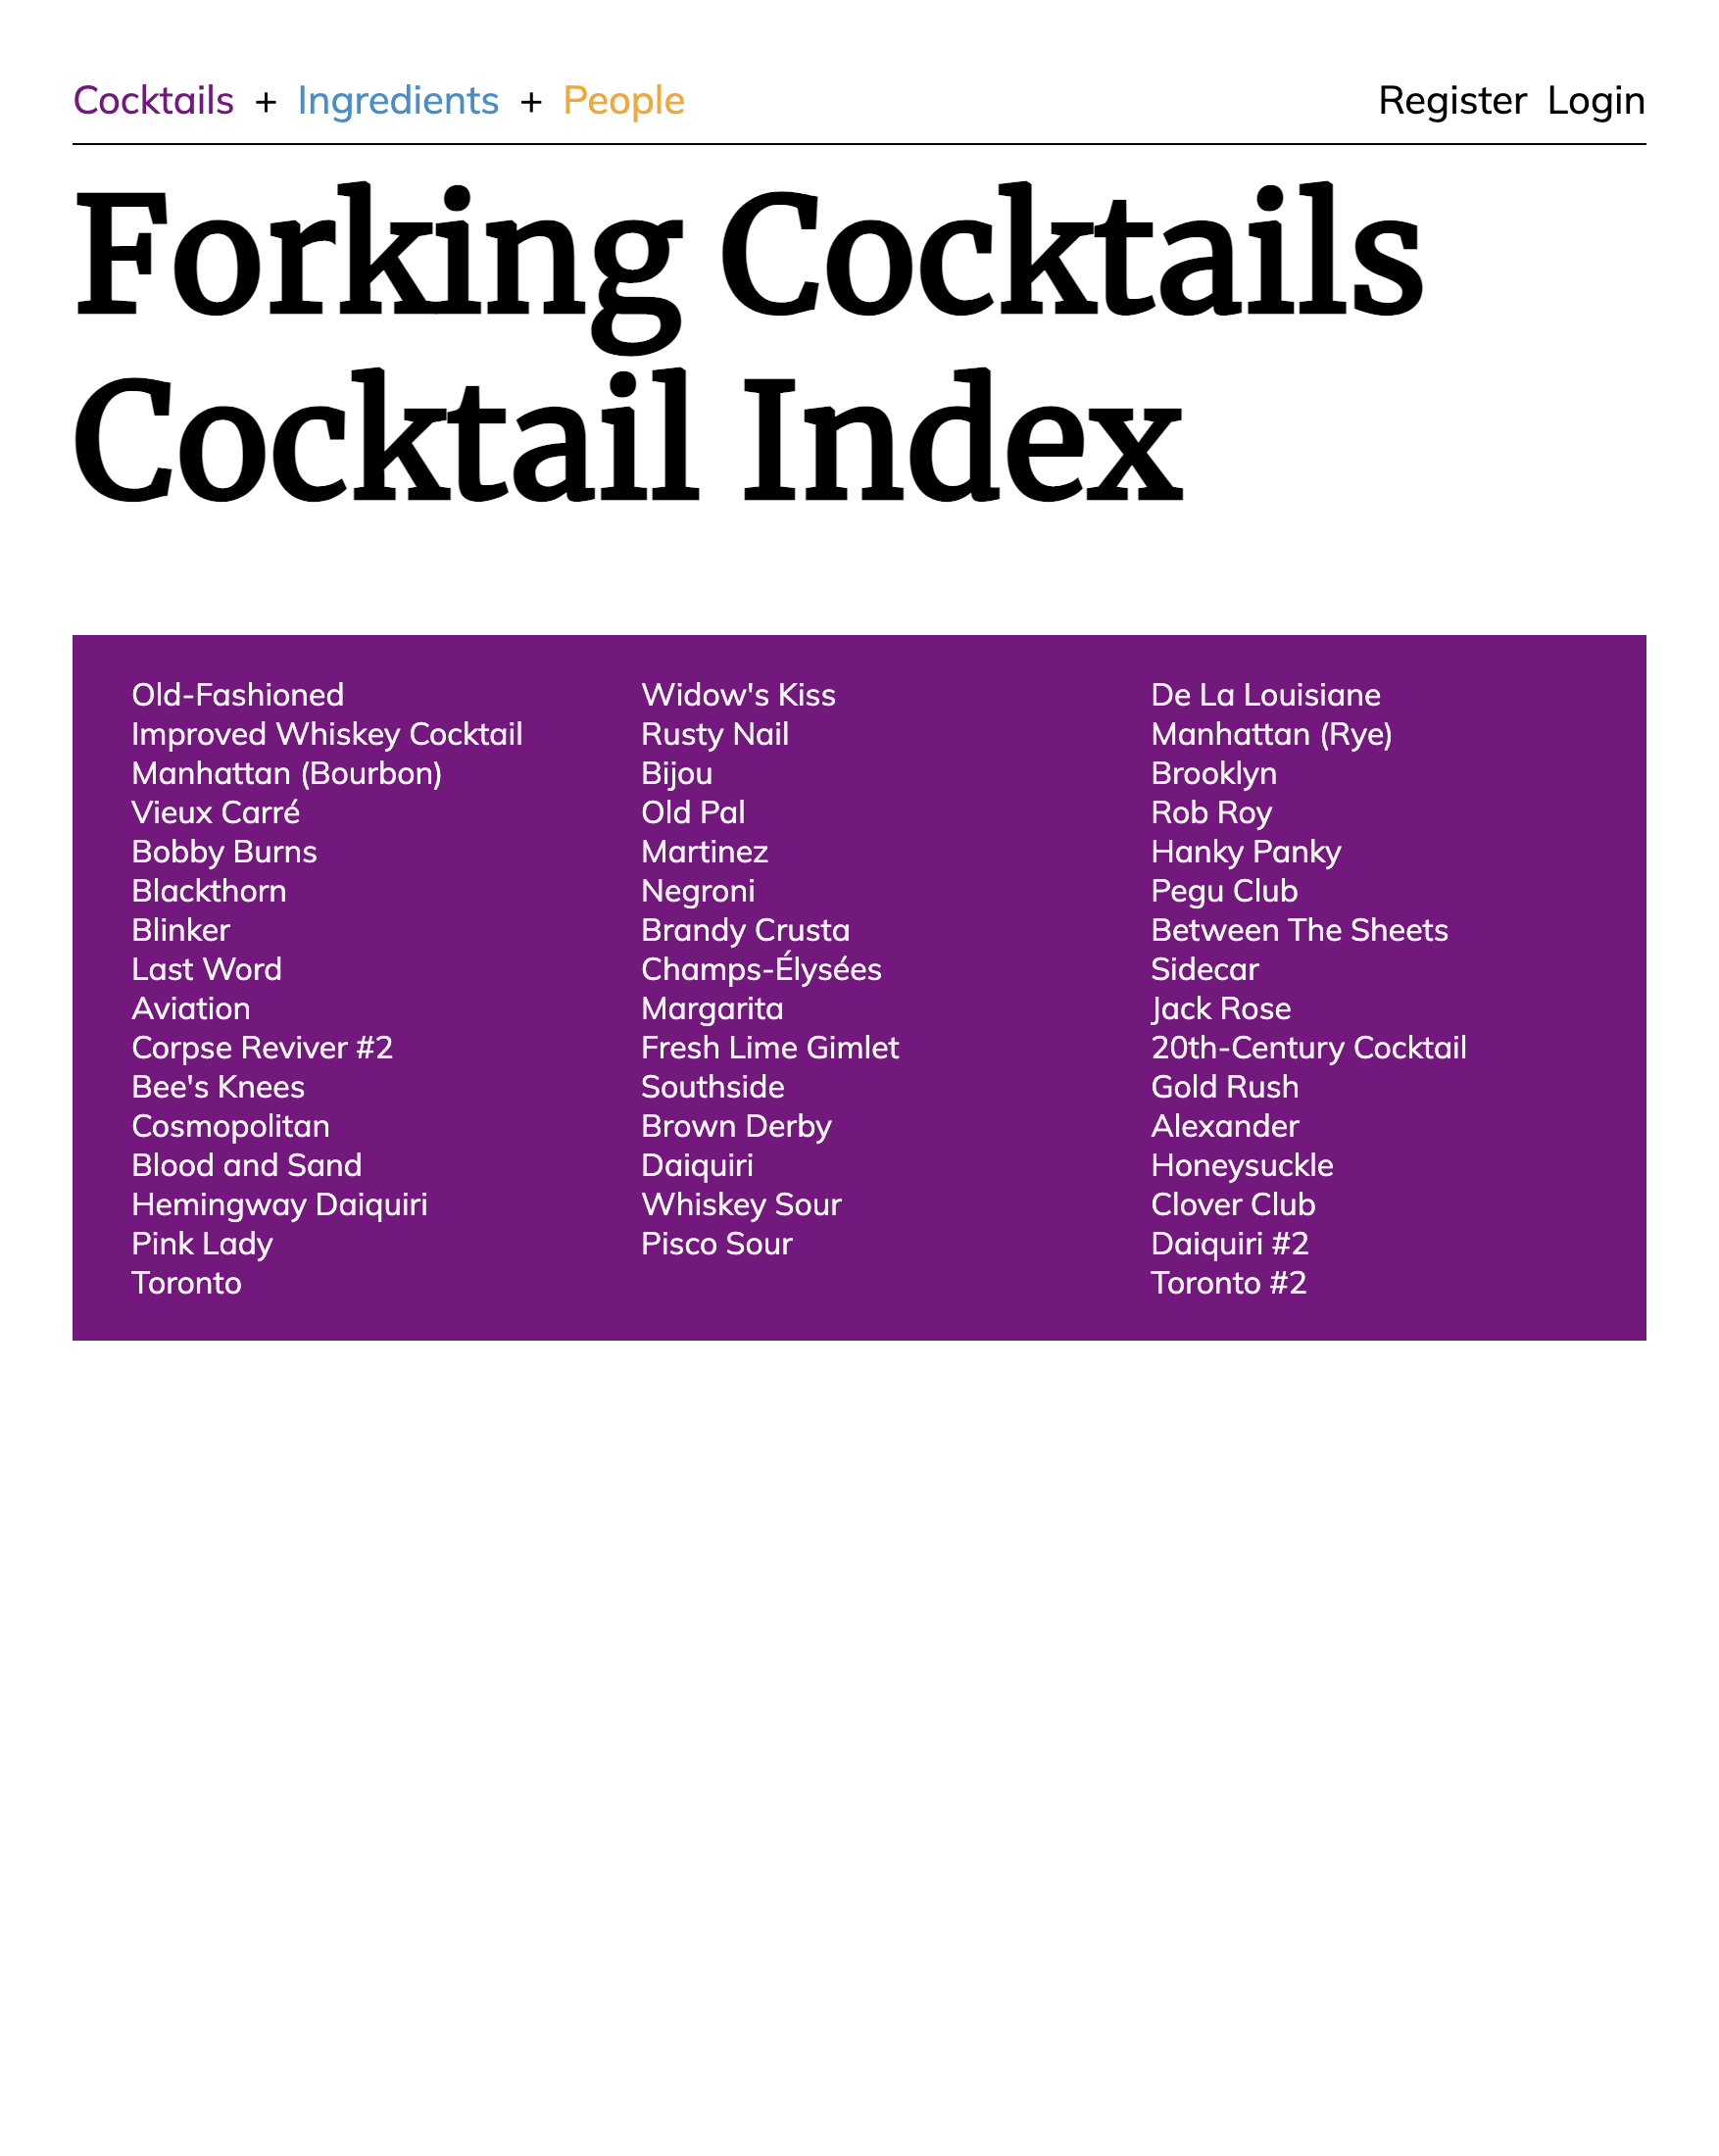 Cocktails + Ingredients + People
Register Login
Forking Cocktails
Cocktail Index
Old-Fashioned
Improved Whiskey Cocktail
Manhattan (Bourbon)
Vieux Carré
Bobby Burns
Blackthorn
Blinker
Last Word
Aviation
Corpse Reviver #2
Bee's Knees
Cosmopolitan
Blood and Sand
Hemingway Daiquiri
Pink Lady
Toronto
Widow's Kiss
Rusty Nail
Bijou
Old Pal
Martinez
Negroni
Brandy Crusta
Champs-Élysées
Margarita
Fresh Lime Gimlet
Southside
Brown Derby
Daiquiri
Whiskey Sour
Pisco Sour
De La Louisiane
Manhattan (Rye)
Brooklyn
Rob Roy
Hanky Panky
Pegu Club
Between The Sheets
Sidecar
Jack Rose
20th-Century Cocktail
Gold Rush
Alexander
Honeysuckle
Clover Club
Daiquiri #2
Toronto #2